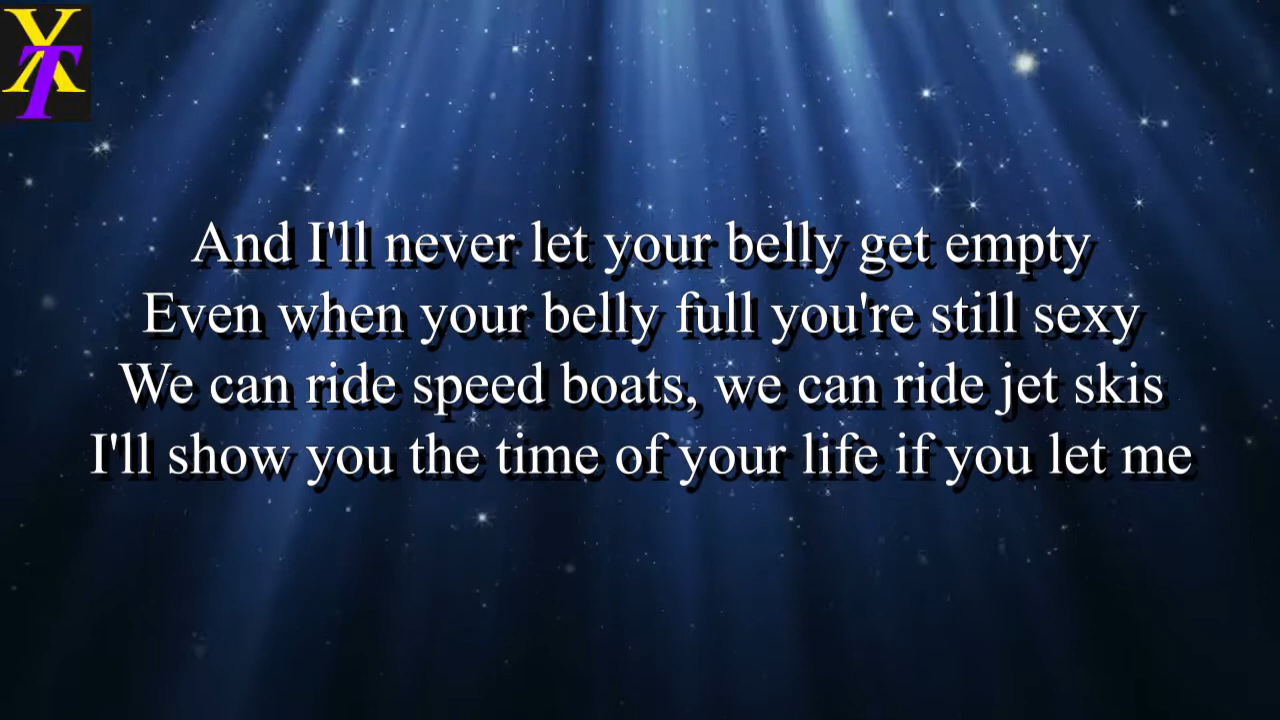 XT
And I'll never let your belly get empty
Even when your belly full you're still sexy
We can ride speed boats, we can ride jet skis
I'll show you the time of your life if you let me